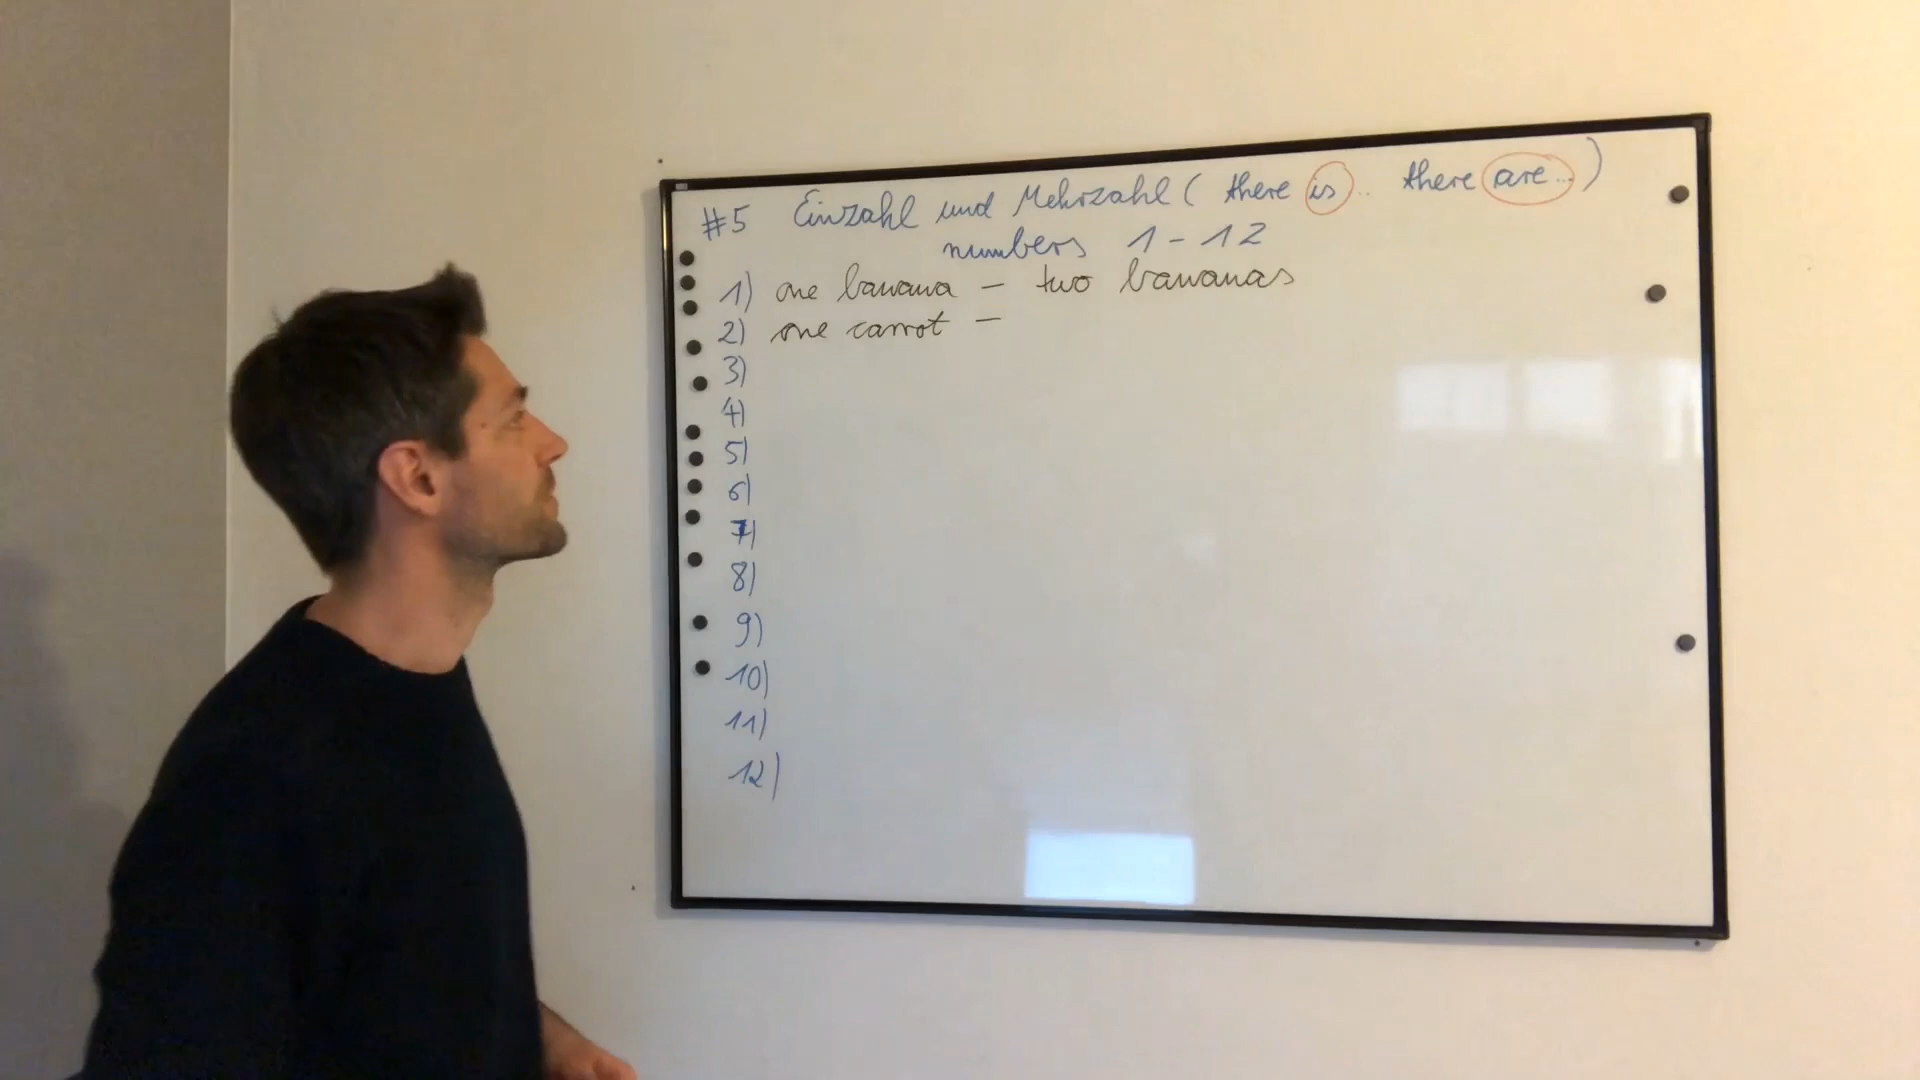 #5 Einzahl und Mehrzahl ( there is.. there are...)
numbers 1-12
1) one banana - two bananas
2) one carrot -
3)
4)
5)
6)
7)
8)
9)
10)
11)
12)